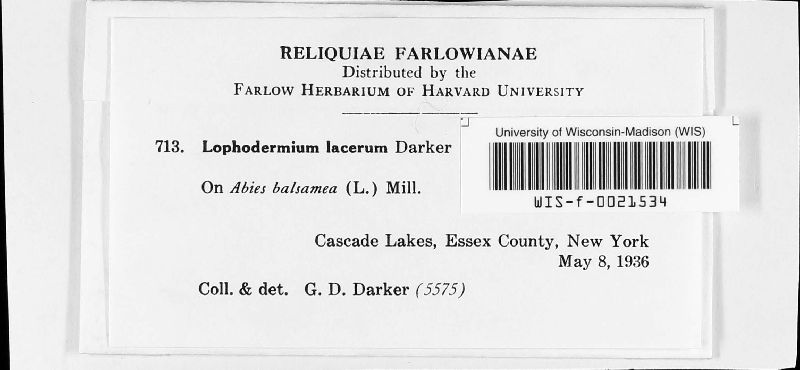 RELIQUIAE FARLOWIANAE
Distributed by the
FARLOW HERBARIUM OF HARVARD UNIVERSITY
713. Lophodermium lacerum Darker
On Abies balsamea (L.) Mill.
University of Wisconsin-Madison (WIS)
WIS-f-0021534
Cascade Lakes, Essex County, New York
May 8, 1936
Coll. & det. G. D. Darker (5575)